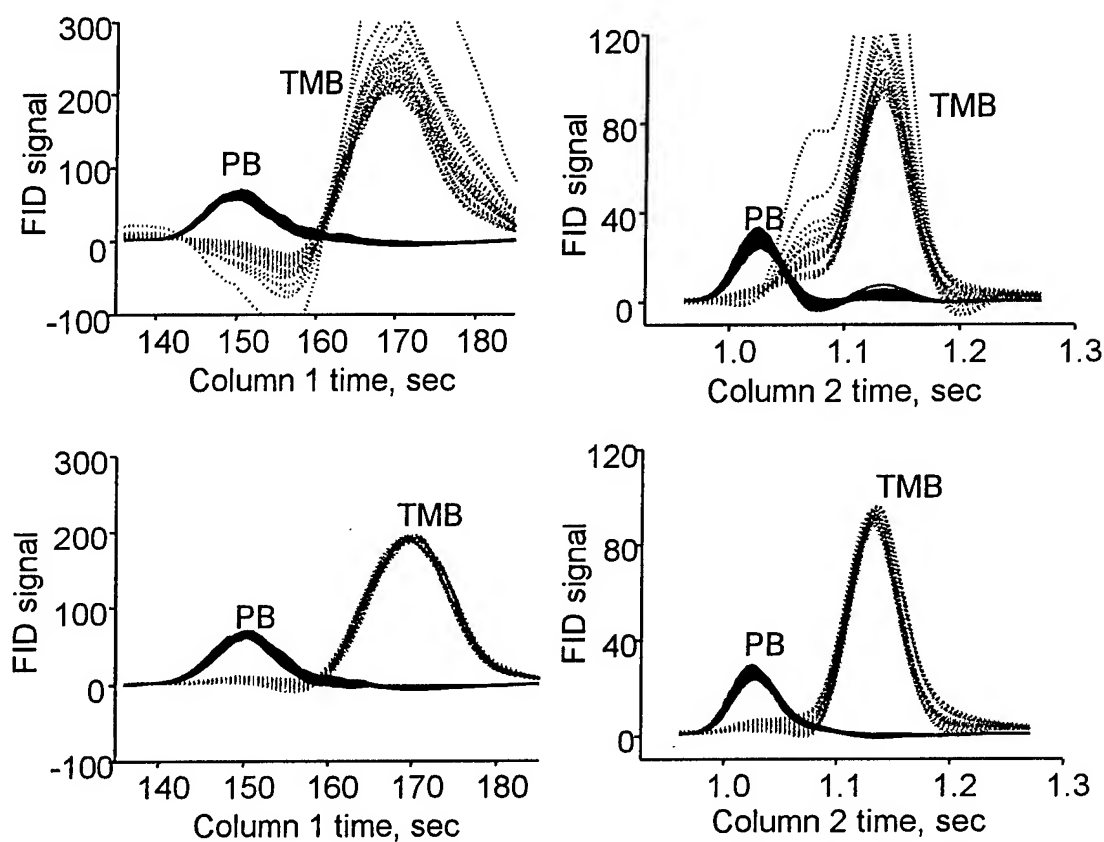 300
200
100
0
-100
FID signal
TMB
PB
140 150 160 170 180
Column 1 time, sec
120
80
40
0
FID signal
TMB
PB
1.0 1.1 1.2 1.3
Column 2 time, sec
300
200
100
0
-100
FID signal
TMB
PB
140 150 160 170 180
Column 1 time, sec
120
80
40
0
FID signal
TMB
PB
1.0 1.1 1.2 1.3
Column 2 time, sec